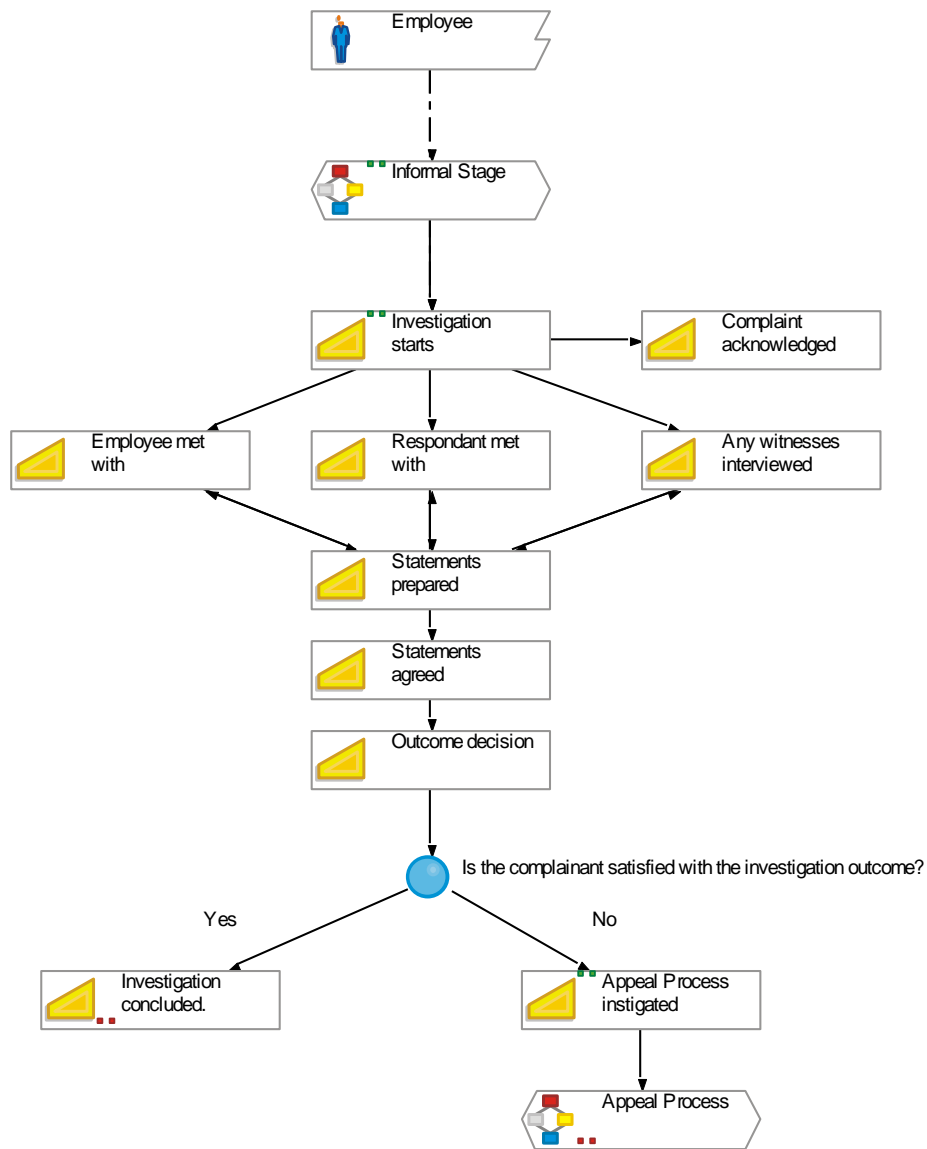 Employee
Informal Stage
Investigation
starts
Complaint
acknowledged
Employee met
with
Respondant met
with
Any witnesses
interviewed
Statements
prepared
Statements
agreed
Outcome decision
Is the complainant satisfied with the investigation outcome?
Yes
No
Investigation
concluded.
Appeal Process
instigated
Appeal Process